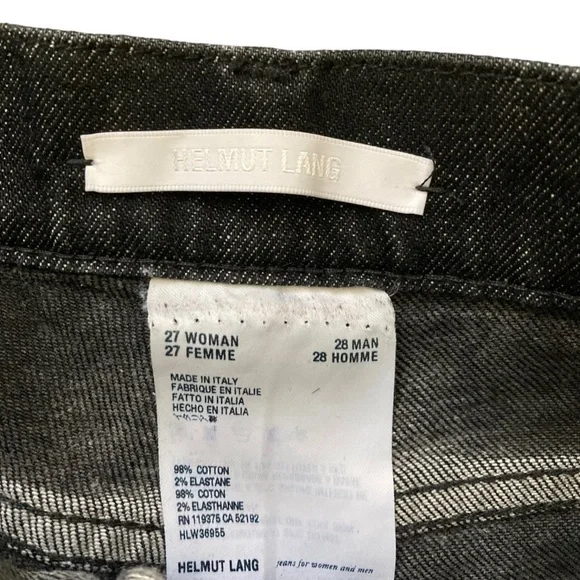 HELMUT LANG
27 WOMAN 28 MAN
27 FEMME 28 HOMME
MADE IN ITALY
FABRIQUE EN ITALIE
FATTO IN ITALIA
HECHO EN ITALIA
98% COTTON
2% ELASTANE
98% COTON
2% ELASTHANNE
RN 119375 CA 52192
HLW36955
HELMUT LANG jeans for women and men